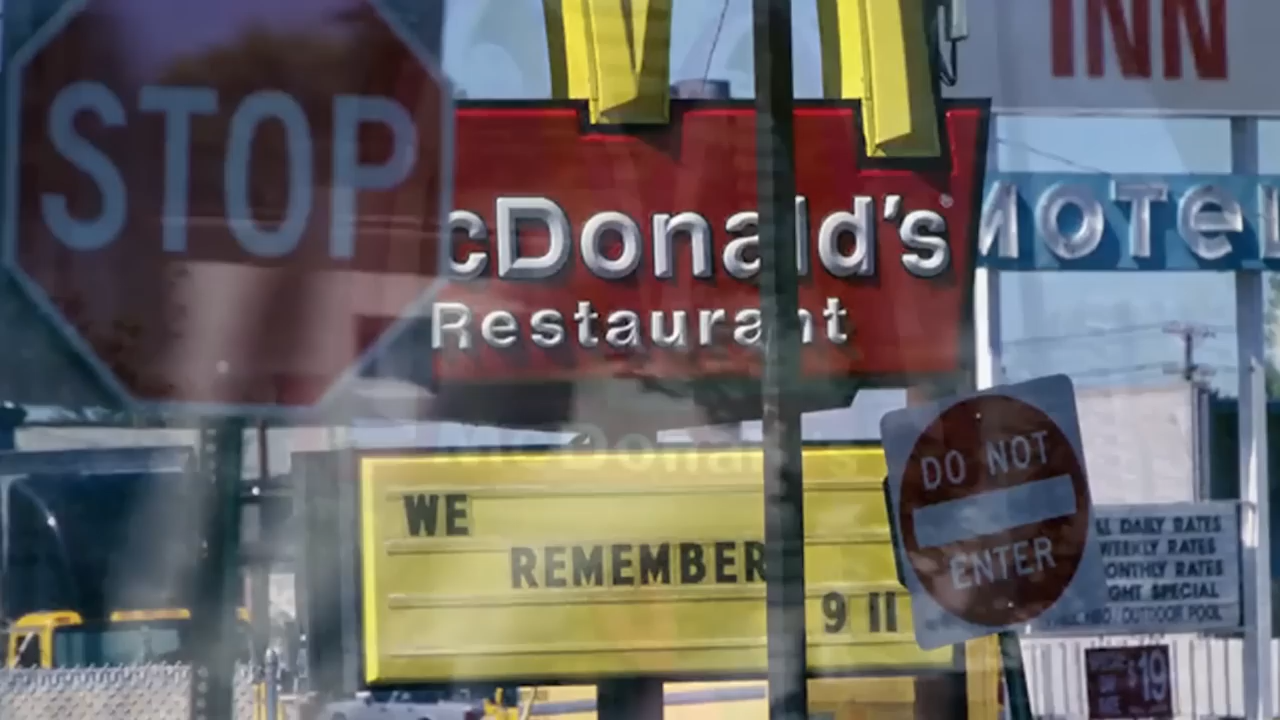 STOP
INN
cDonald's®
Restaurant
MOTEL
McDonald's
WE
REMEMBER
9 11
DO NOT
ENTER
DAILY RATES
WEEKLY RATES
ONTHLY RATES
GHT SPECIAL
OUTDOOR POOL
$19